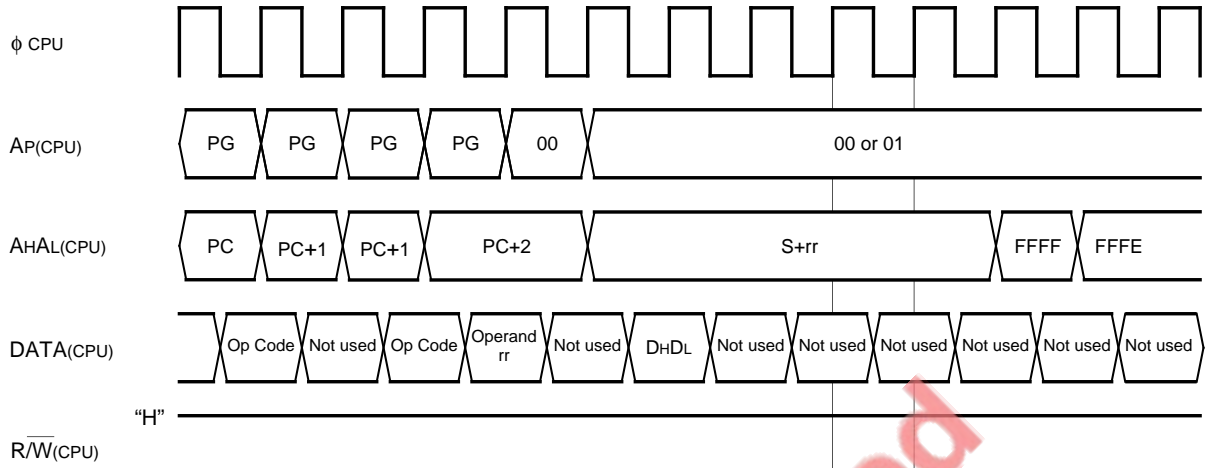 ϕ CPU
AP(CPU) PG PG PG PG 00 00 or 01
AHAL(CPU) PC PC+1 PC+1 PC+2 S+rr FFFF FFFE
DATA(CPU) Op Code Not used Op Code Operand rr Not used DHDL Not used Not used Not used Not used Not used Not used
“H”
R/W(CPU)